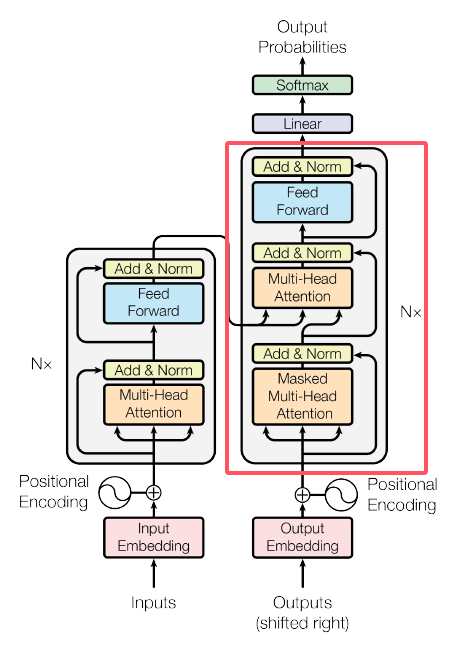 Output
Probabilities
Softmax
Linear
Add & Norm
Feed
Forward
Add & Norm
Multi-Head
Attention
Add & Norm
Masked
Multi-Head
Attention
N×
Add & Norm
Feed
Forward
Add & Norm
Multi-Head
Attention
N×
Positional
Encoding
Positional
Encoding
Input
Embedding
Output
Embedding
Inputs
Outputs
(shifted right)